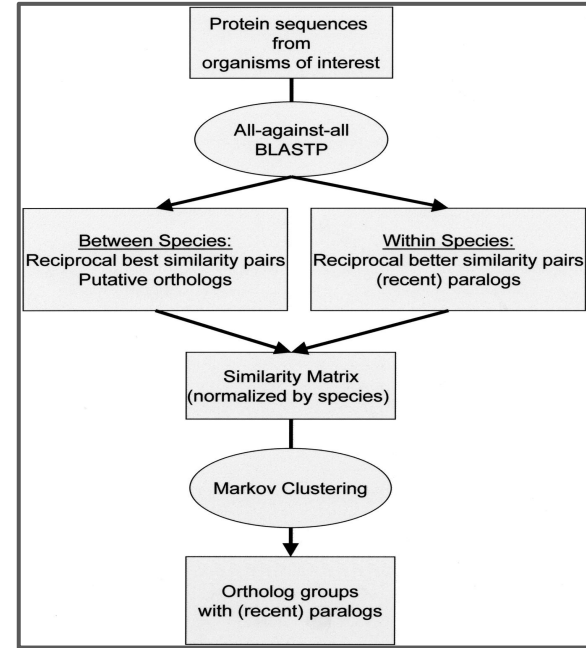 Protein sequences
from
organisms of interest
All-against-all
BLASTP
Between Species:
Reciprocal best similarity pairs
Putative orthologs
Within Species:
Reciprocal better similarity pairs
(recent) paralogs
Similarity Matrix
(normalized by species)
Markov Clustering
Ortholog groups
with (recent) paralogs